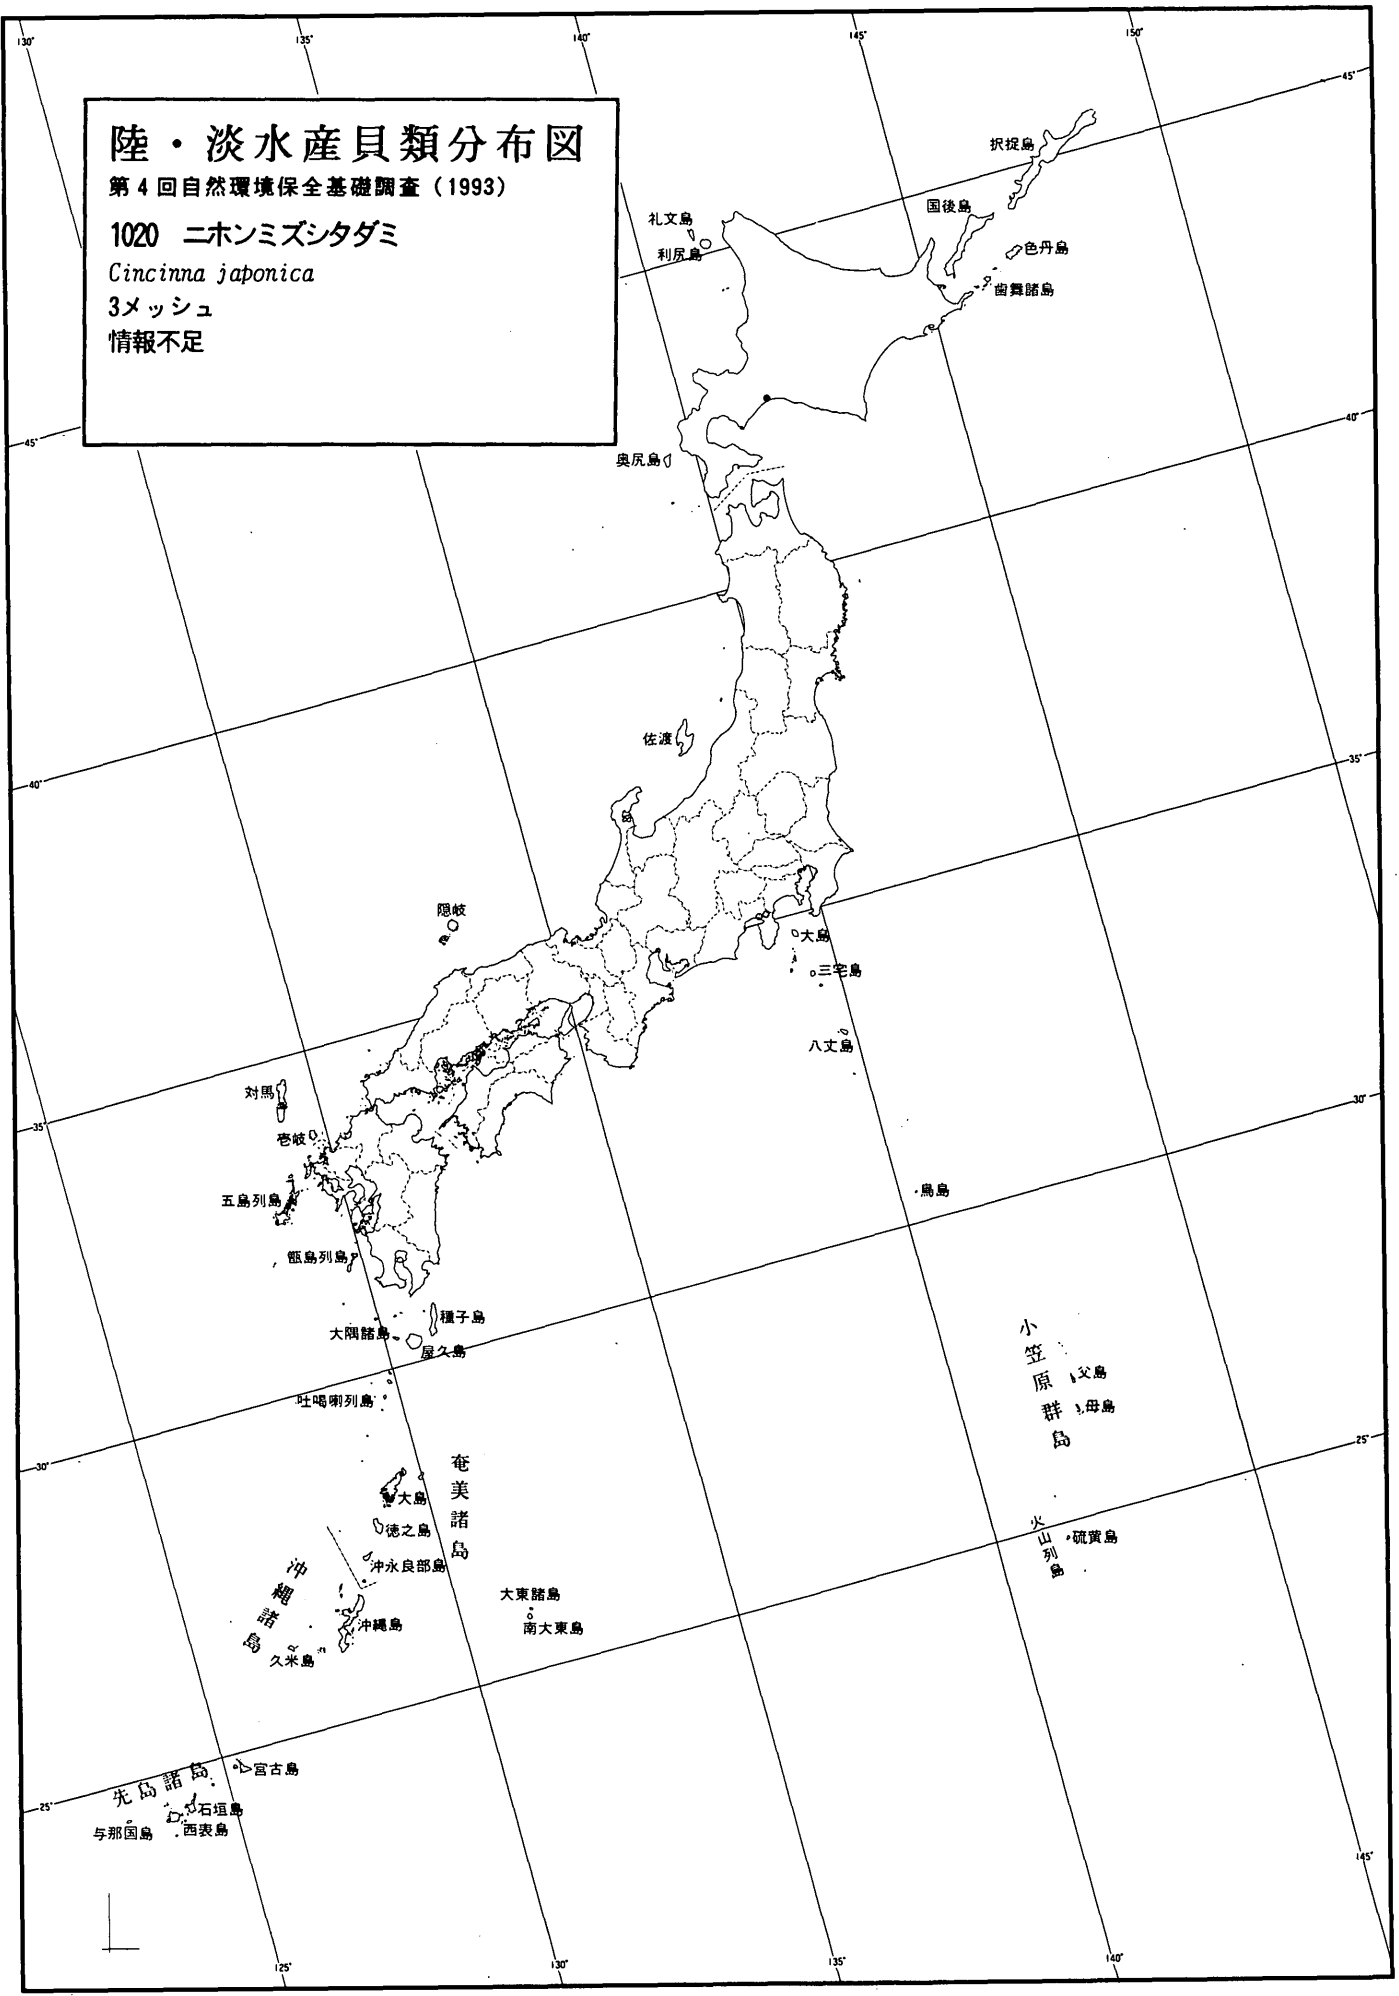 130°
135°
140°
145°
150°
陸・淡水産貝類分布図
第4回自然環境保全基礎調査(1993)
1020 ニホンミズシタダミ
Cincinna japonica
3メッシュ
情報不足
45°
択捉島
国後島
礼文島
利尻島
色丹島
歯舞諸島
40°
45°
奥尻島
佐渡
35°
40°
隠岐
大島
三宅島
八丈島
対馬
30°
35°
壱岐
鳥島
五島列島
甑島列島
種子島
大隅諸島
屋久島
小笠原群島
父島
吐噶喇列島
母島
25°
奄美諸島
30°
大島
徳之島
火山列島
硫黄島
沖永良部島
沖縄諸島
大東諸島
沖縄島
南大東島
久米島
宮古島
先島諸島
25°
石垣島
与那国島
西表島
145°
125°
130°
135°
140°